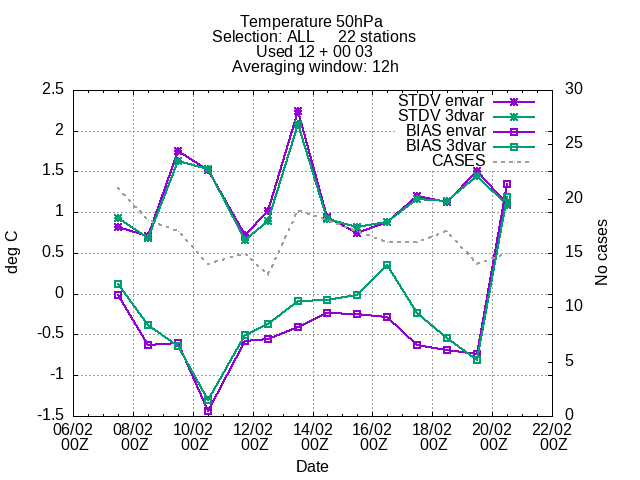 Temperature 50hPa
Selection: ALL 22 stations
Used 12 + 00 03
Averaging window: 12h
STDV envar
STDV 3dvar
BIAS envar
BIAS 3dvar
CASES
deg C
2.5
2
1.5
1
0.5
0
-0.5
-1
-1.5
No cases
30
25
20
15
10
5
0
06/02 08/02 10/02 12/02 14/02 16/02 18/02 20/02 22/02
00Z 00Z 00Z 00Z 00Z 00Z 00Z 00Z 00Z
Date